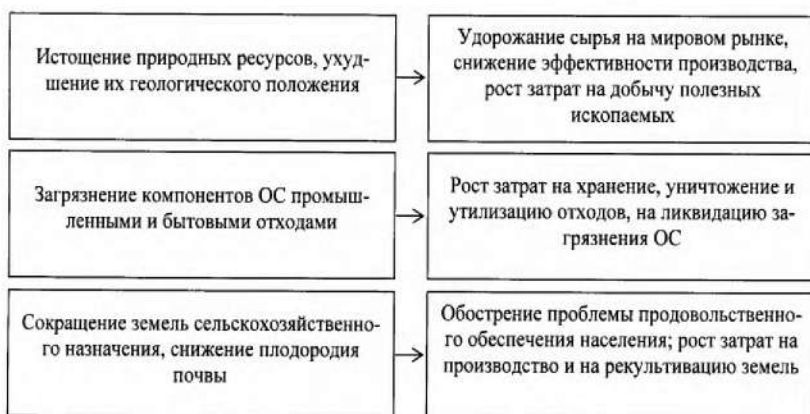 Истощение природных ресурсов, ухуд-
шение их геологического положения
Удорожание сырья на мировом рынке,
снижение эффективности производства,
рост затрат на добычу полезных
ископаемых
Загрязнение компонентов ОС промыш-
ленными и бытовыми отходами
Рост затрат на хранение, уничтожение и
утилизацию отходов, на ликвидацию за-
грязнения ОС
Сокращение земель сельскохозяйственно-
го назначения, снижение плодородия
почвы
Обострение проблемы продовольственно-
го обеспечения населения; рост затрат на
производство и на рекультивацию земель